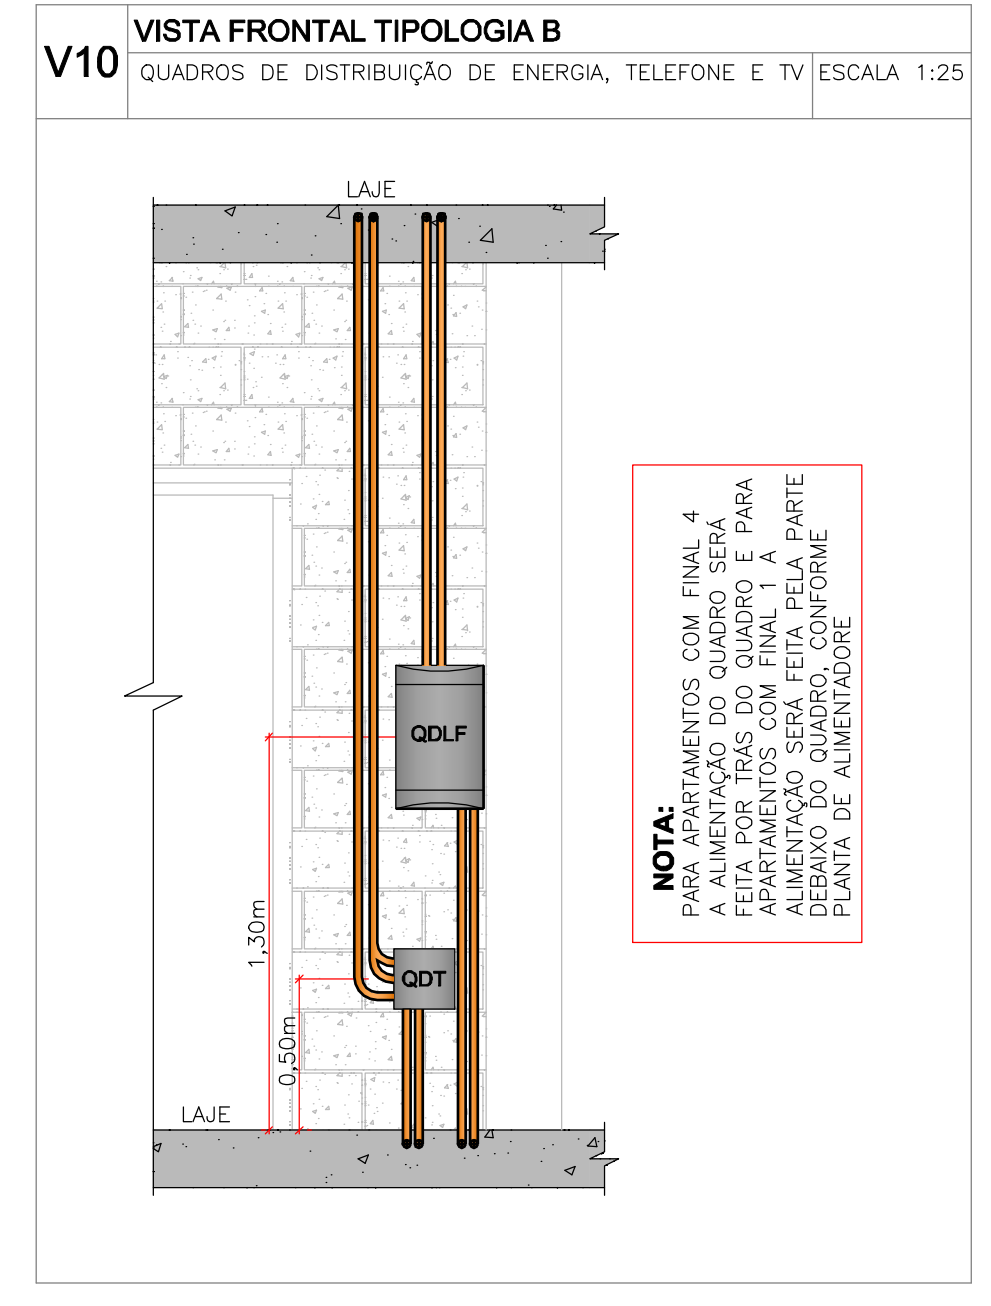 V10
VISTA FRONTAL TIPOLOGIA B
QUADROS DE DISTRIBUIÇÃO DE ENERGIA, TELEFONE E TV
ESCALA 1:25
LAJE
QDLF
1,30m
QDT
0,50m
LAJE
NOTA:
PARA APARTAMENTOS COM FINAL 4
A ALIMENTAÇÃO DO QUADRO SERÁ
FEITA POR TRÁS DO QUADRO E PARA
APARTAMENTOS COM FINAL 1 A
ALIMENTAÇÃO SERÁ FEITA PELA PARTE
DEBAIXO DO QUADRO, CONFORME
PLANTA DE ALIMENTADORE